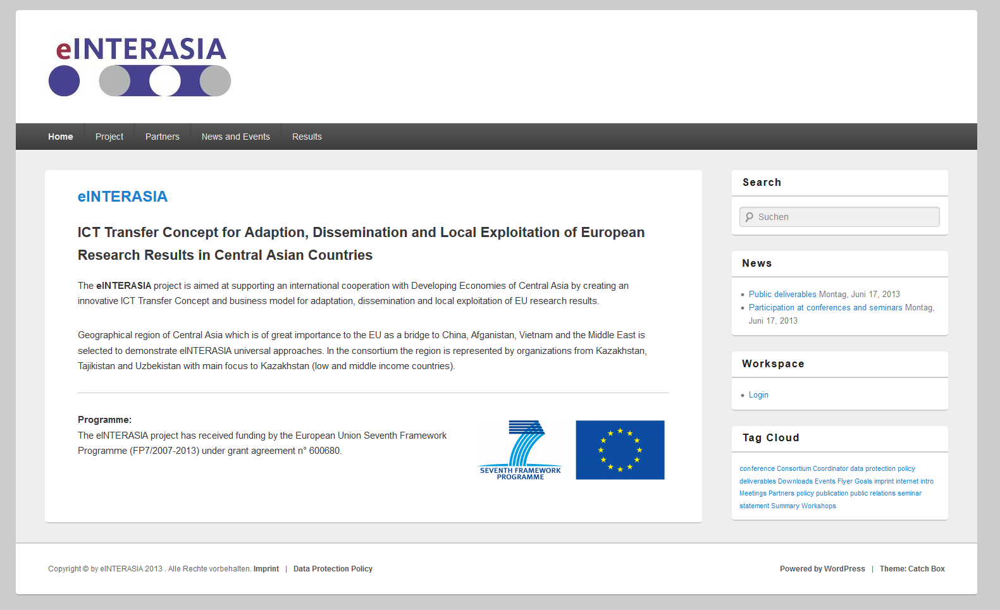 eINTERASIA
Home
Project
Partners
News and Events
Results
eINTERASIA
ICT Transfer Concept for Adaption, Dissemination and Local Exploitation of European
Research Results in Central Asian Countries
The eINTERASIA project is aimed at supporting an international cooperation with Developing Economies of Central Asia by creating an
innovative ICT Transfer Concept and business model for adaptation, dissemination and local exploitation of EU research results.
Geographical region of Central Asia which is of great importance to the EU as a bridge to China, Afganistan, Vietnam and the Middle East is
selected to demonstrate eINTERASIA universal approaches. In the consortium the region is represented by organizations from Kazakhstan,
Tajikistan and Uzbekistan with main focus to Kazakhstan (low and middle income countries).
Programme:
The eINTERASIA project has received funding by the European Union Seventh Framework
Programme (FP7/2007-2013) under grant agreement n° 600680.
SEVENTH FRAMEWORK
PROGRAMME
Search
Suchen
News
Public deliverables Montag, Juni 17, 2013
Participation at conferences and seminars Montag,
Juni 17, 2013
Workspace
Login
Tag Cloud
conference Consortium Coordinator data protection policy
deliverables Downloads Events Flyer Goals imprint internet intro
Meetings Partners policy publication public relations seminar
statement Summary Workshops
Copyright © by eINTERASIA 2013 . Alle Rechte vorbehalten. Imprint | Data Protection Policy
Powered by WordPress | Theme: Catch Box